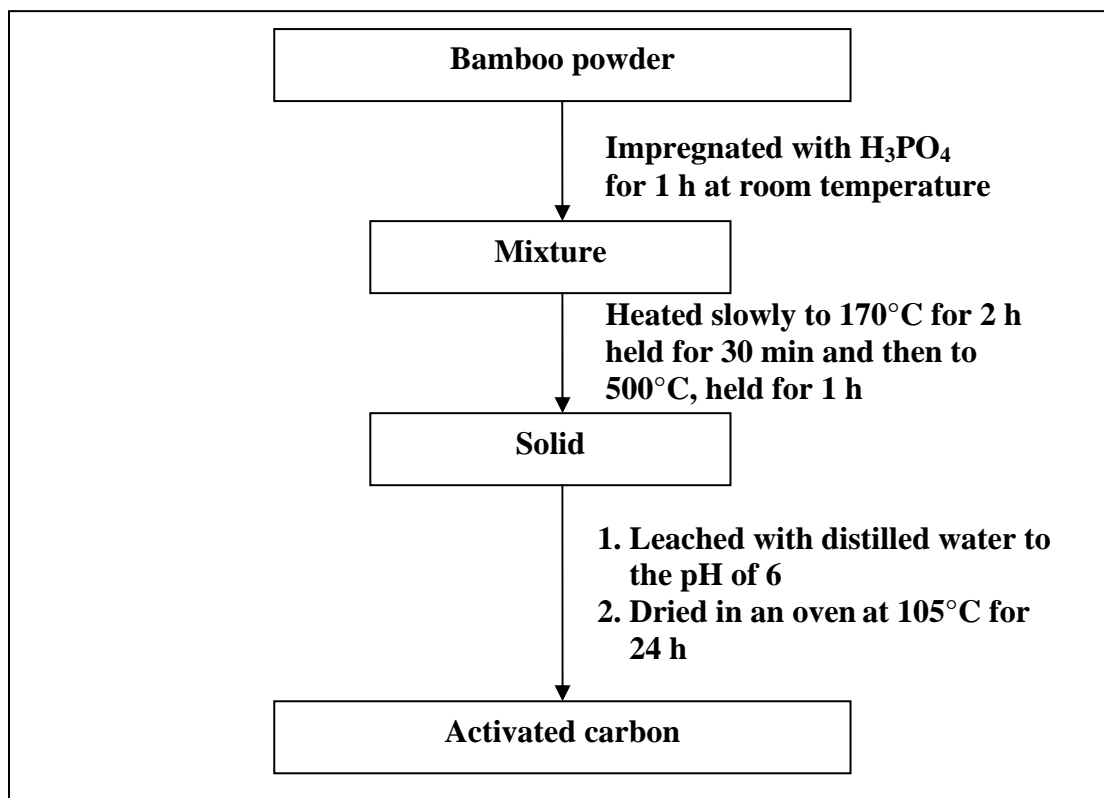 Bamboo powder
Impregnated with H₃PO₄
for 1 h at room temperature
Mixture
Heated slowly to 170°C for 2 h
held for 30 min and then to
500°C, held for 1 h
Solid
1. Leached with distilled water to
the pH of 6
2. Dried in an oven at 105°C for
24 h
Activated carbon